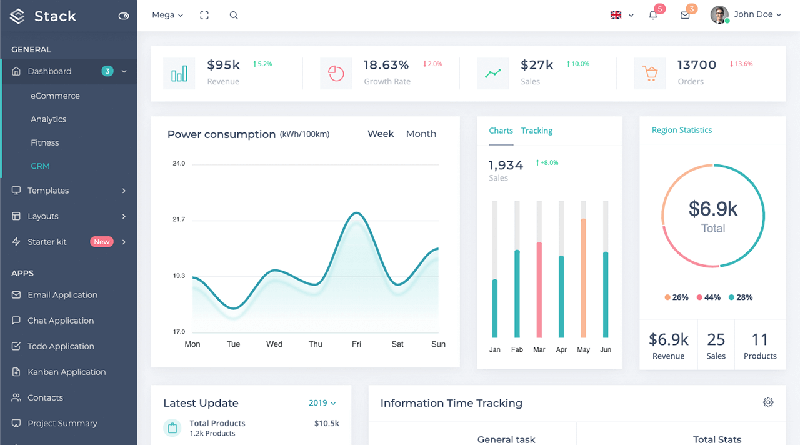 Stack
Mega
5
3
John Doe
GENERAL
Dashboard 3
eCommerce
Analytics
Fitness
CRM
Templates
Layouts
Starter kit New
APPS
Email Application
Chat Application
Todo Application
Kanban Application
Contacts
Project Summary
$95k 5.2%
Revenue
18.63%
Growth Rate
$27k 10.0%
Sales
13700 13.6%
Orders
Power consumption (kWh/100km) Week Month
24.0
21.7
19.3
17.0
Mon Tue Wed Thu Fri Sat Sun
Charts Tracking
1,934 +8.0%
Sales
Jan Feb Mar Apr May Jun
Region Statistics
$6.9k
Total
26% 44% 28%
$6.9k 25 11
Revenue Sales Products
Latest Update 2019
Total Products $10.5k
1.2k Products
Information Time Tracking
General task Total Stats